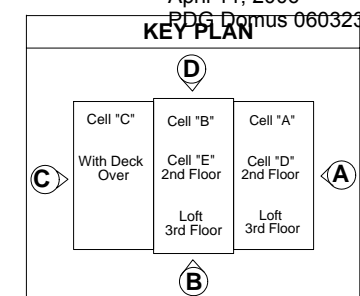 PDG Domus 060323
KEY PLAN
D
Cell "C"
Cell "B"
Cell "A"
With Deck
Over
Cell "E"
2nd Floor
Cell "D"
2nd Floor
C
A
Loft
3rd Floor
Loft
3rd Floor
B